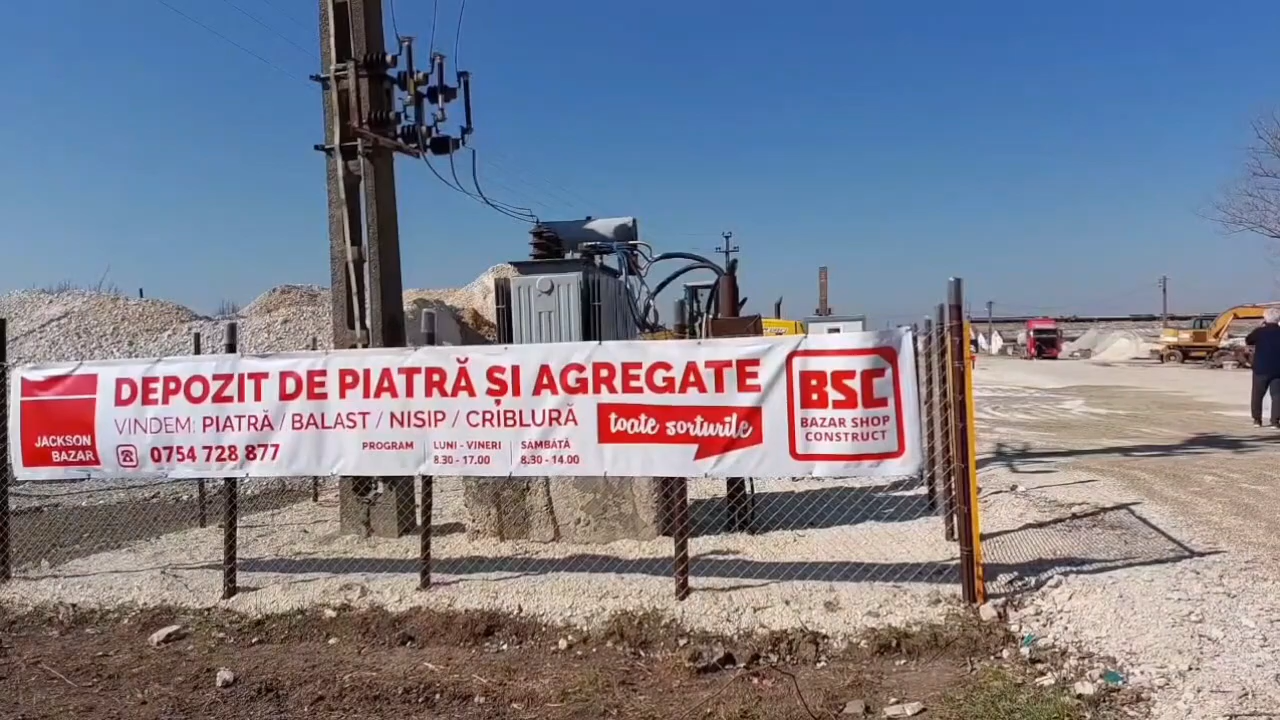 JACKSON
BAZAR
DEPOZIT DE PIATRĂ ȘI AGREGATE
VINDEM: PIATRĂ / BALAST / NISIP / CRIBLURĂ
0754 728 877
PROGRAM
LUNI - VINERI
8.30 - 17.00
SÂMBĂTĂ
8.30 - 14.00
toate sorturile
BSC
BAZAR SHOP
CONSTRUCT